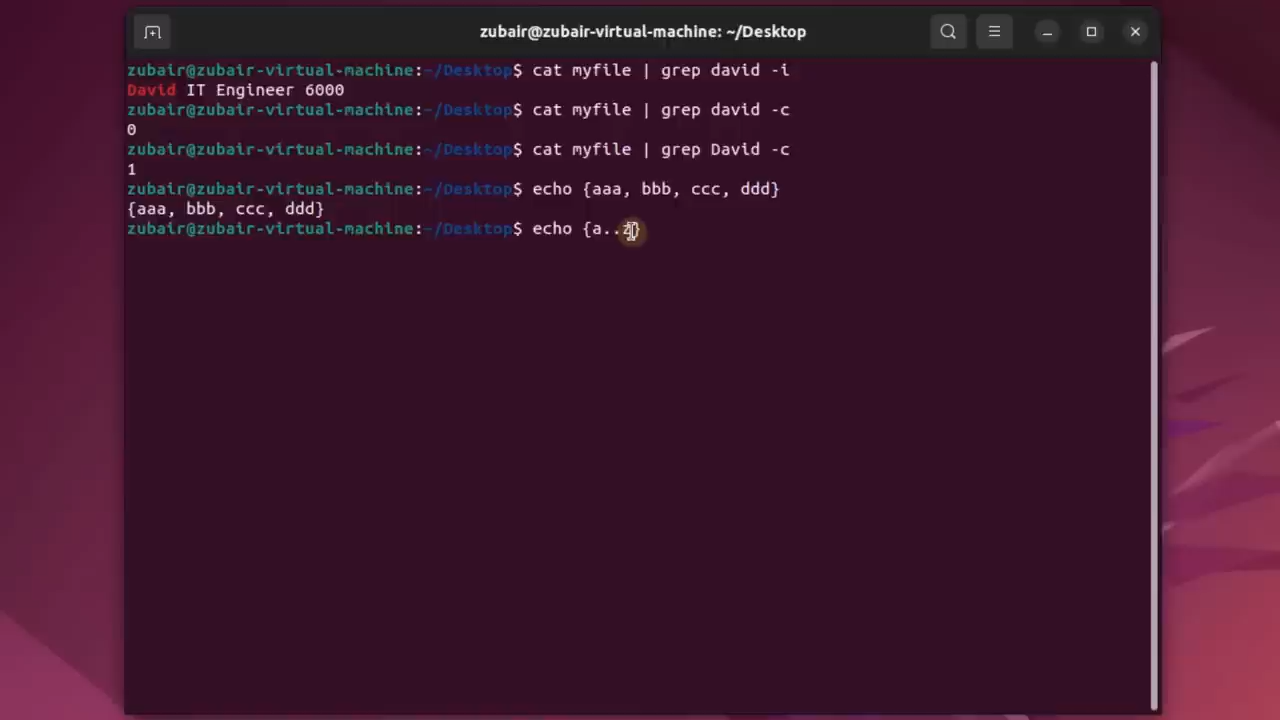 zubair@zubair-virtual-machine: ~/Desktop
zubair@zubair-virtual-machine:~/Desktop$ cat myfile | grep david -i
David IT Engineer 6000
zubair@zubair-virtual-machine:~/Desktop$ cat myfile | grep david -c
0
zubair@zubair-virtual-machine:~/Desktop$ cat myfile | grep David -c
1
zubair@zubair-virtual-machine:~/Desktop$ echo {aaa, bbb, ccc, ddd}
{aaa, bbb, ccc, ddd}
zubair@zubair-virtual-machine:~/Desktop$ echo {a..z}